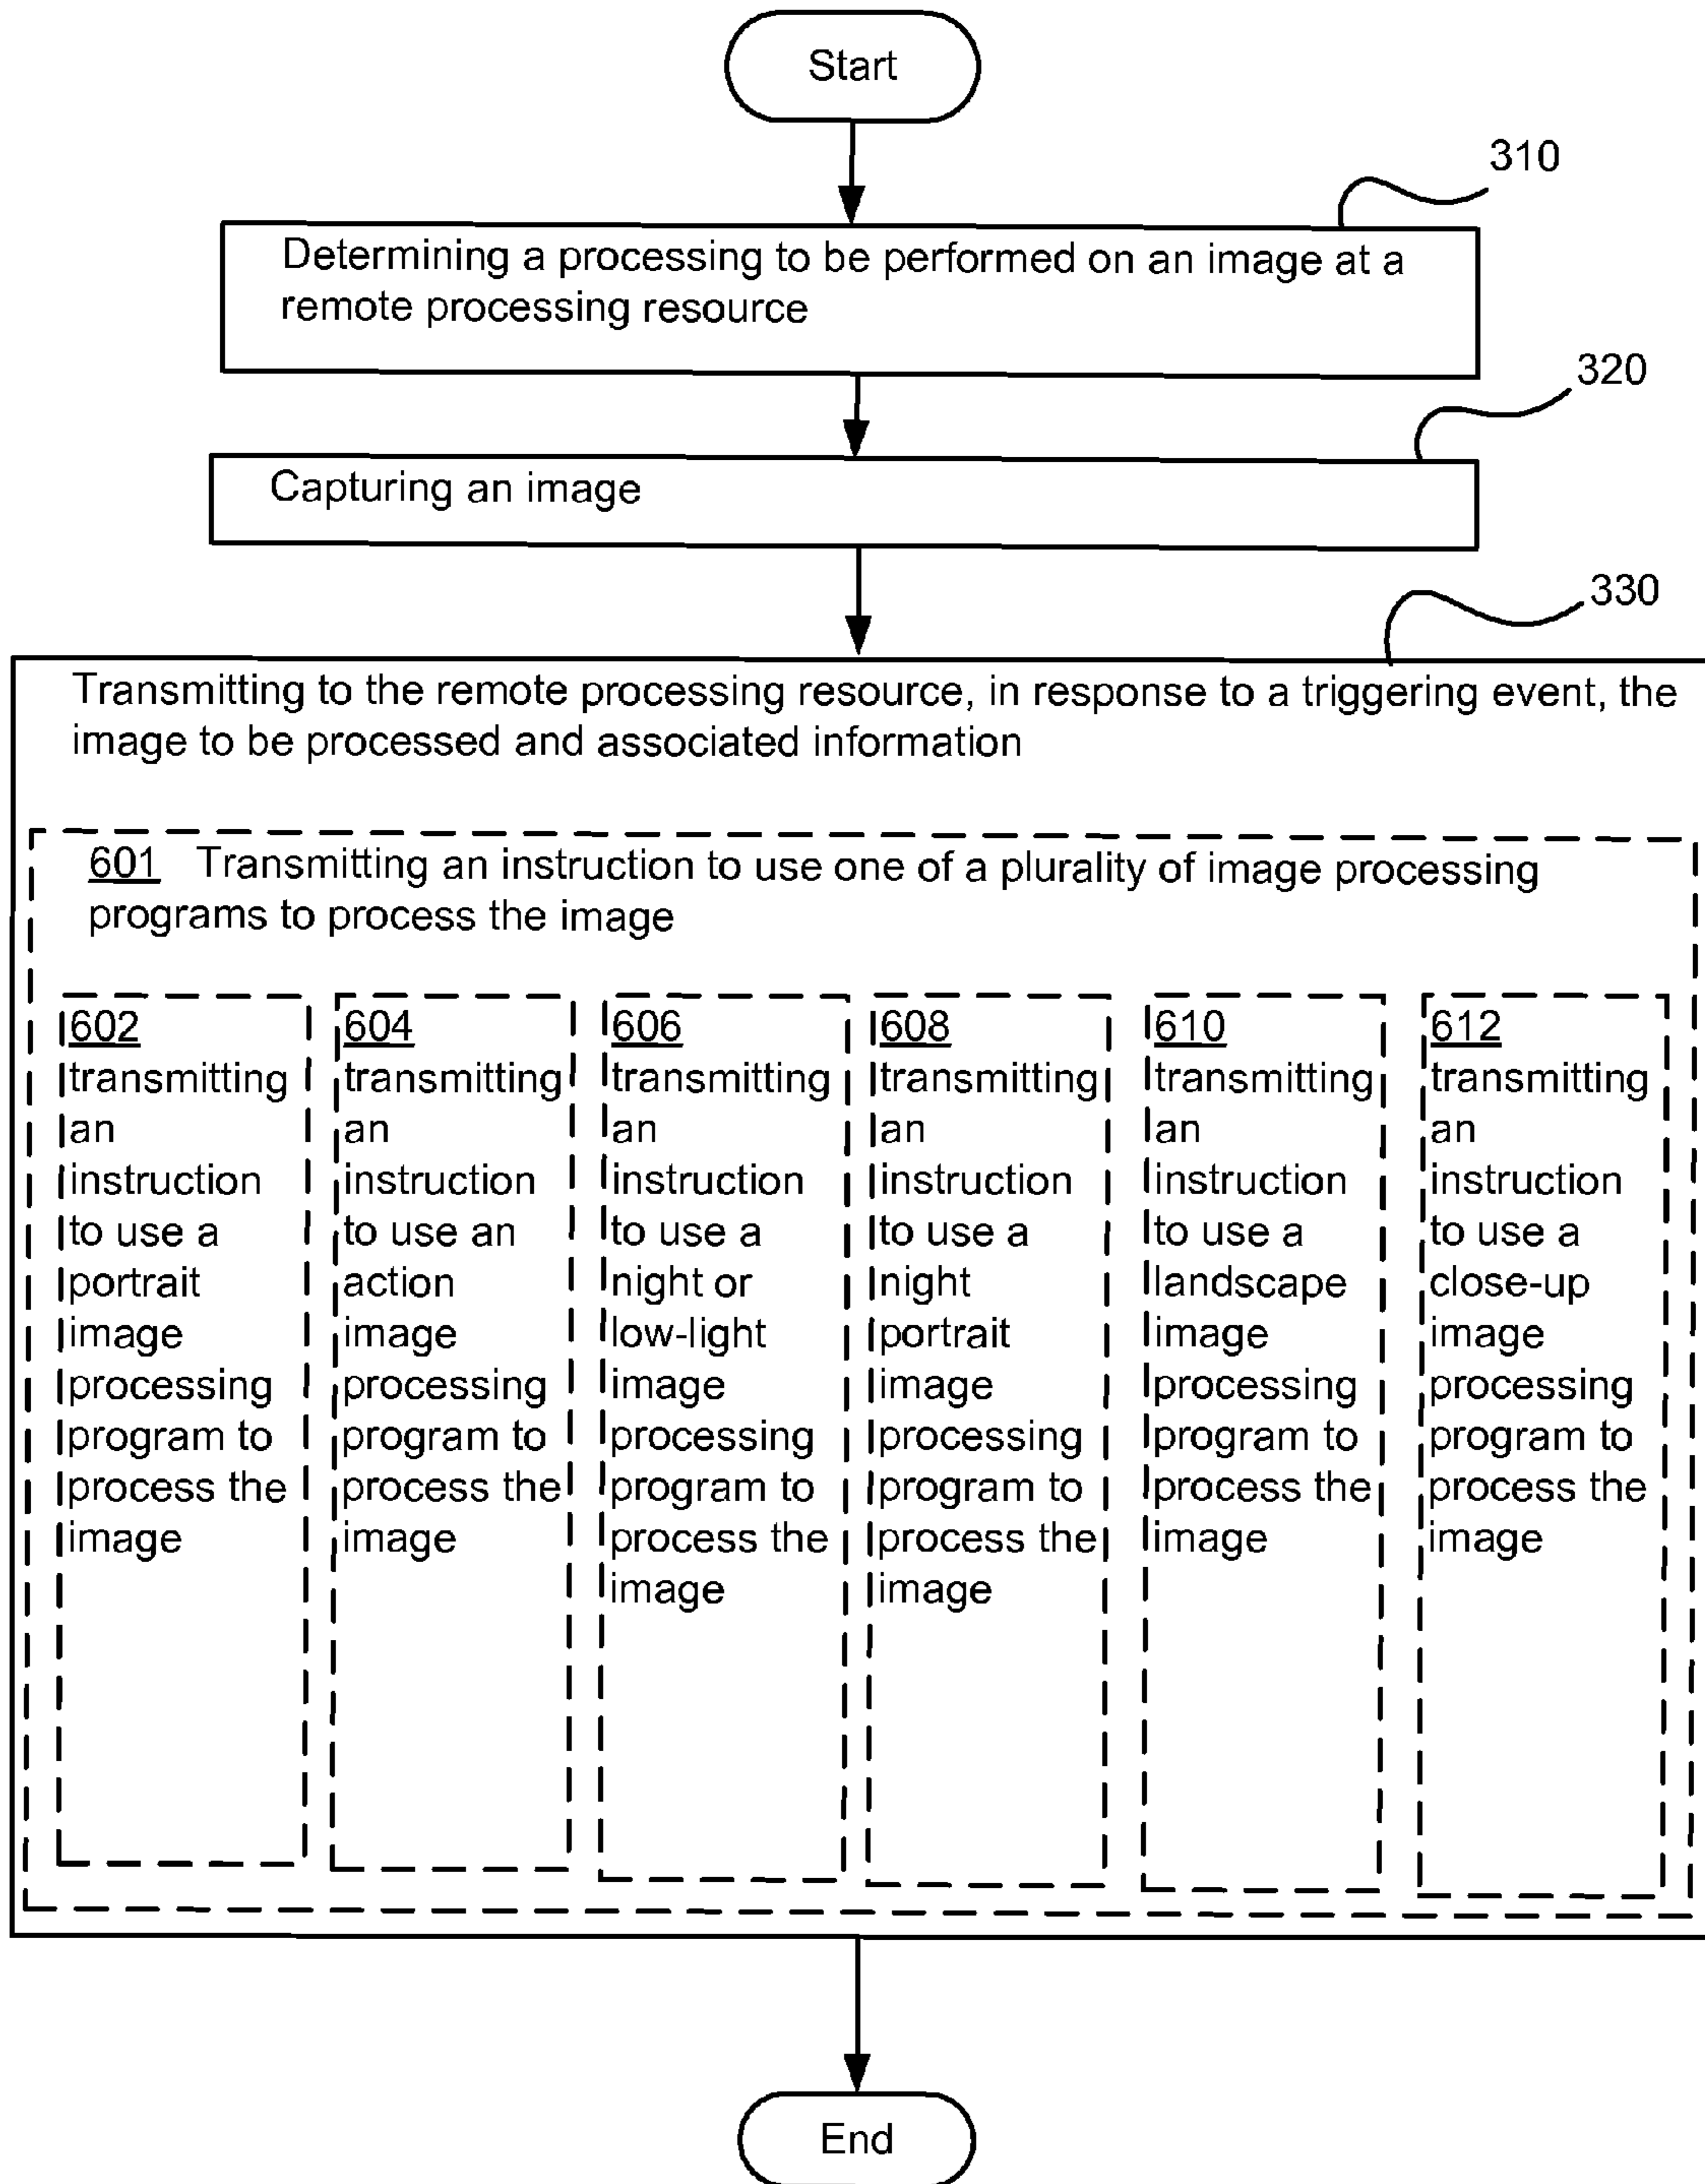 Start
310
Determining a processing to be performed on an image at a
remote processing resource
320
Capturing an image
330
Transmitting to the remote processing resource, in response to a triggering event, the
image to be processed and associated information
601 Transmitting an instruction to use one of a plurality of image processing
programs to process the image
602
transmitting
an
instruction
to use a
portrait
image
processing
program to
process the
image
604
transmitting
an
instruction
to use an
action
image
processing
program to
process the
image
606
transmitting
an
instruction
to use a
night or
low-light
image
processing
program to
process the
image
608
transmitting
an
instruction
to use a
night
portrait
image
processing
program to
process the
image
610
transmitting
an
instruction
to use a
landscape
image
processing
program to
process the
image
612
transmitting
an
instruction
to use a
close-up
image
processing
program to
process the
image
End